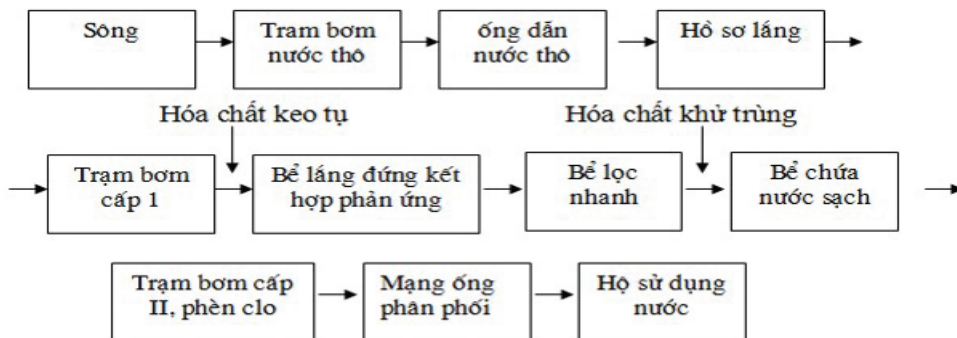 Sông
Tram bơm
nước thô
ống dẫn
nước thô
Hồ sơ lắng
Hóa chất keo tụ
Hóa chất khử trùng
Trạm bơm
cấp 1
Bể lắng đứng kết
hợp phản ứng
Bể lọc
nhanh
Bể chứa
nước sạch
Trạm bơm cấp
II, phèn clo
Mạng ống
phân phối
Hộ sử dụng
nước